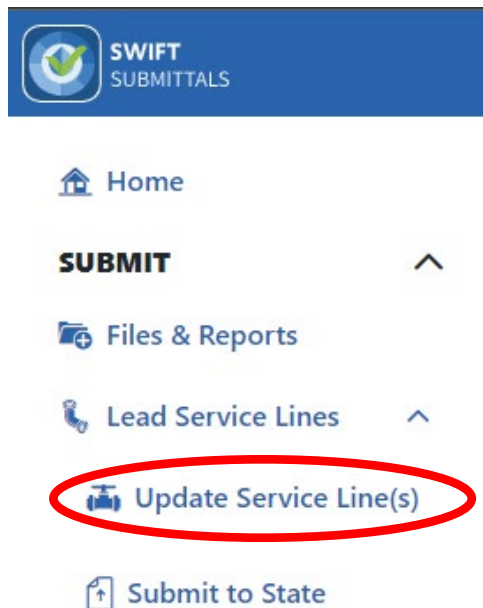 SWIFT
SUBMITTALS
Home
SUBMIT
Files & Reports
Lead Service Lines
Update Service Line(s)
Submit to State